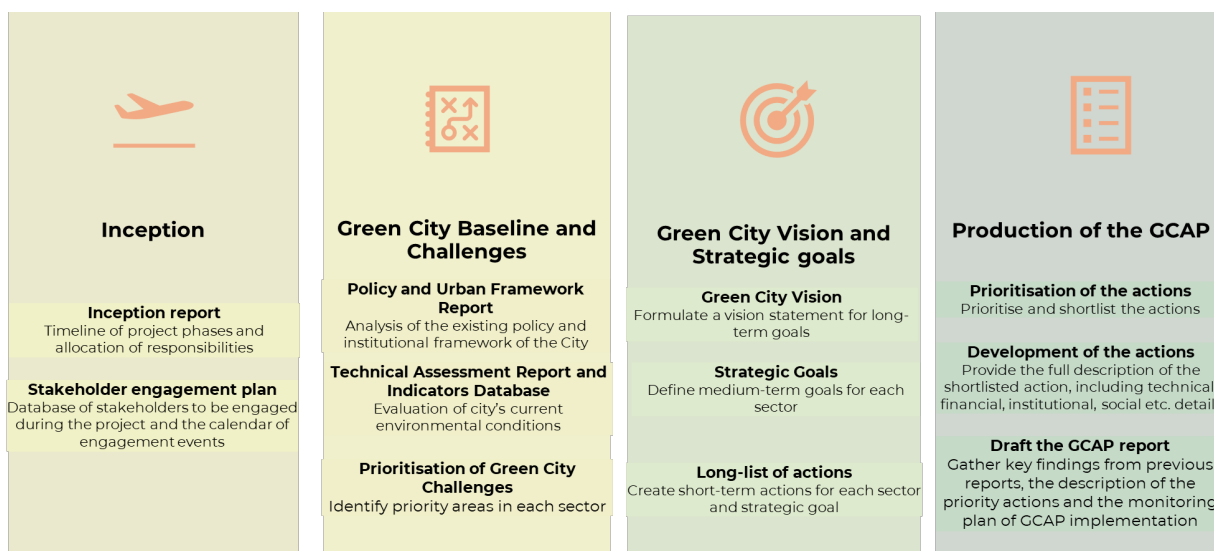 Inception
Inception report
Timeline of project phases and
allocation of responsibilities
Stakeholder engagement plan
Database of stakeholders to be engaged
during the project and the calendar of
engagement events
Green City Baseline and
Challenges
Policy and Urban Framework
Report
Analysis of the existing policy and
institutional framework of the City
Technical Assessment Report and
Indicators Database
Evaluation of city's current
environmental conditions
Prioritisation of Green City
Challenges
Identify priority areas in each sector
Green City Vision and
Strategic goals
Green City Vision
Formulate a vision statement for long-
term goals
Strategic Goals
Define medium-term goals for each
sector
Long-list of actions
Create short-term actions for each sector
and strategic goal
Production of the GCAP
Prioritisation of the actions
Prioritise and shortlist the actions
Development of the actions
Provide the full description of the
shortlisted action, including technical
financial, institutional, social etc. detail
Draft the GCAP report
Gather key findings from previous
reports, the description of the
priority actions and the monitoring
plan of GCAP implementation